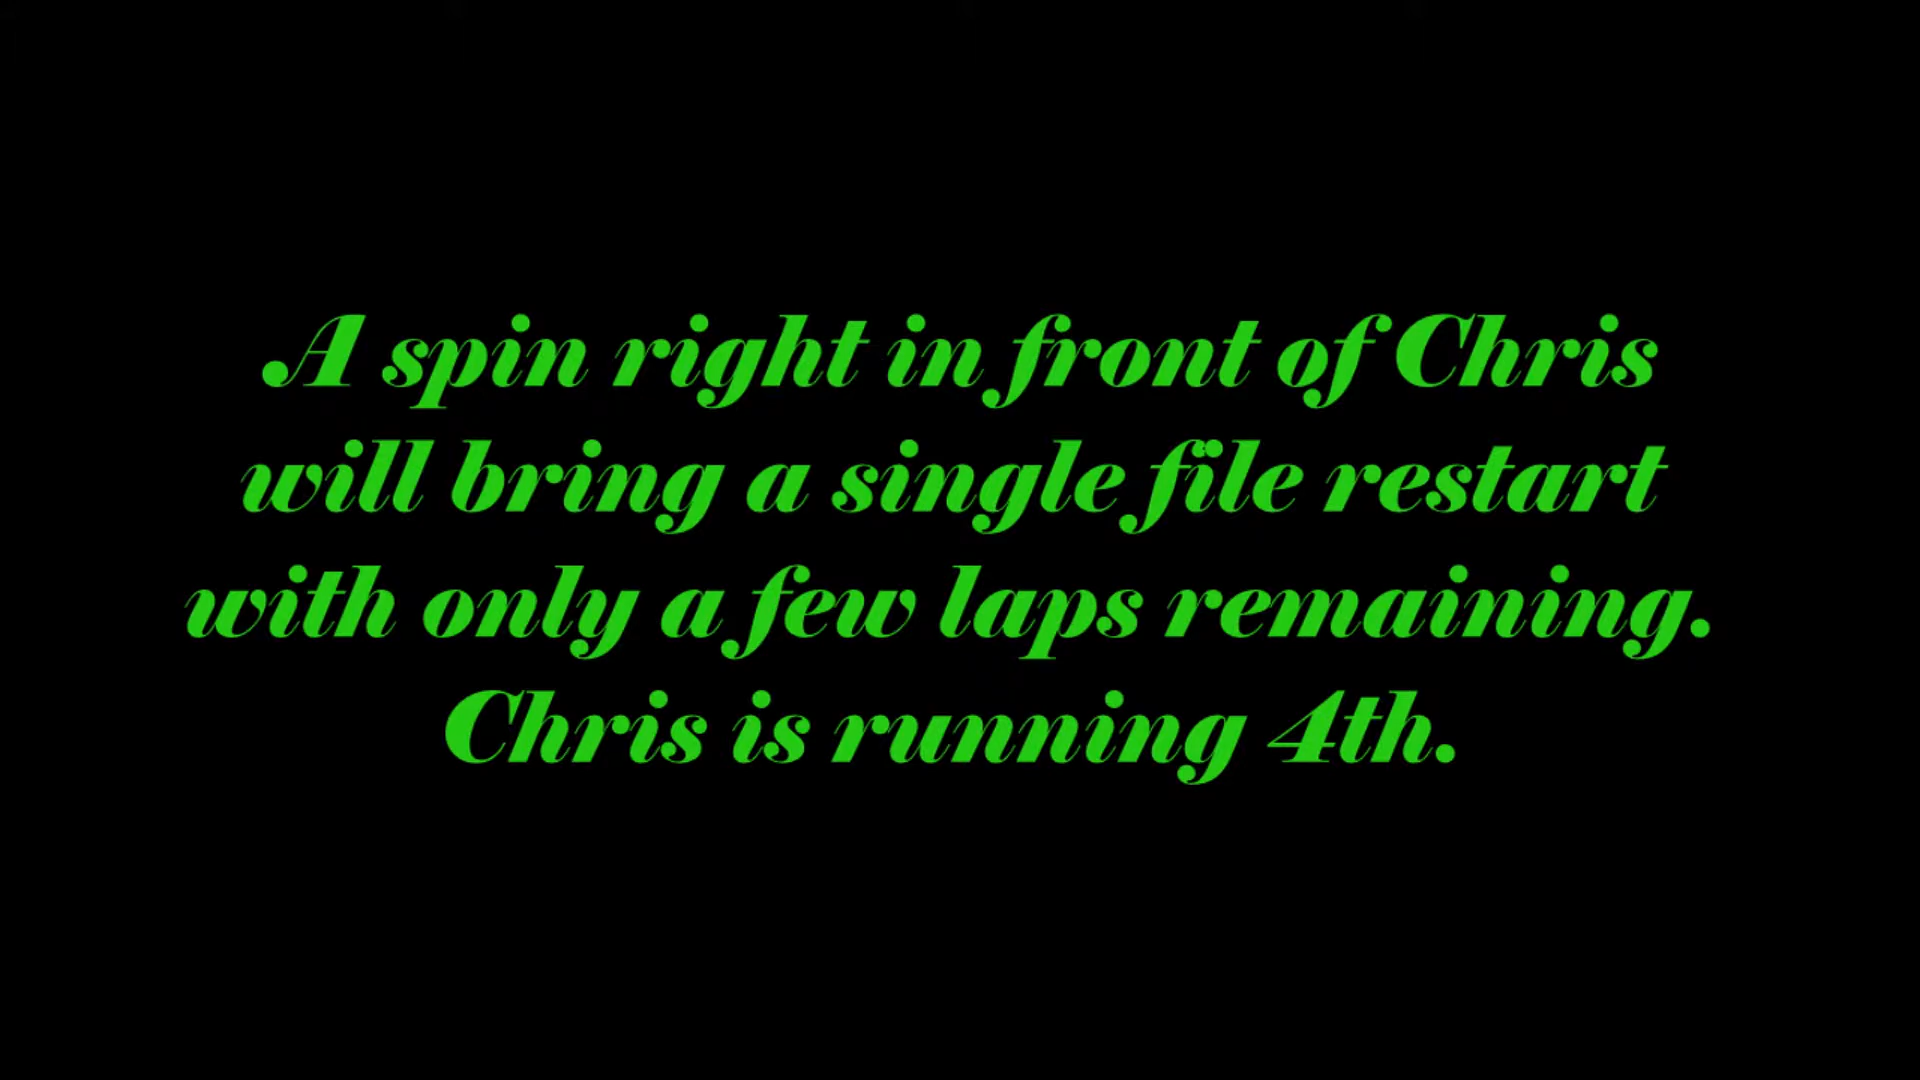 A spin right in front of Chris
will bring a single file restart
with only a few laps remaining.
Chris is running 4th.